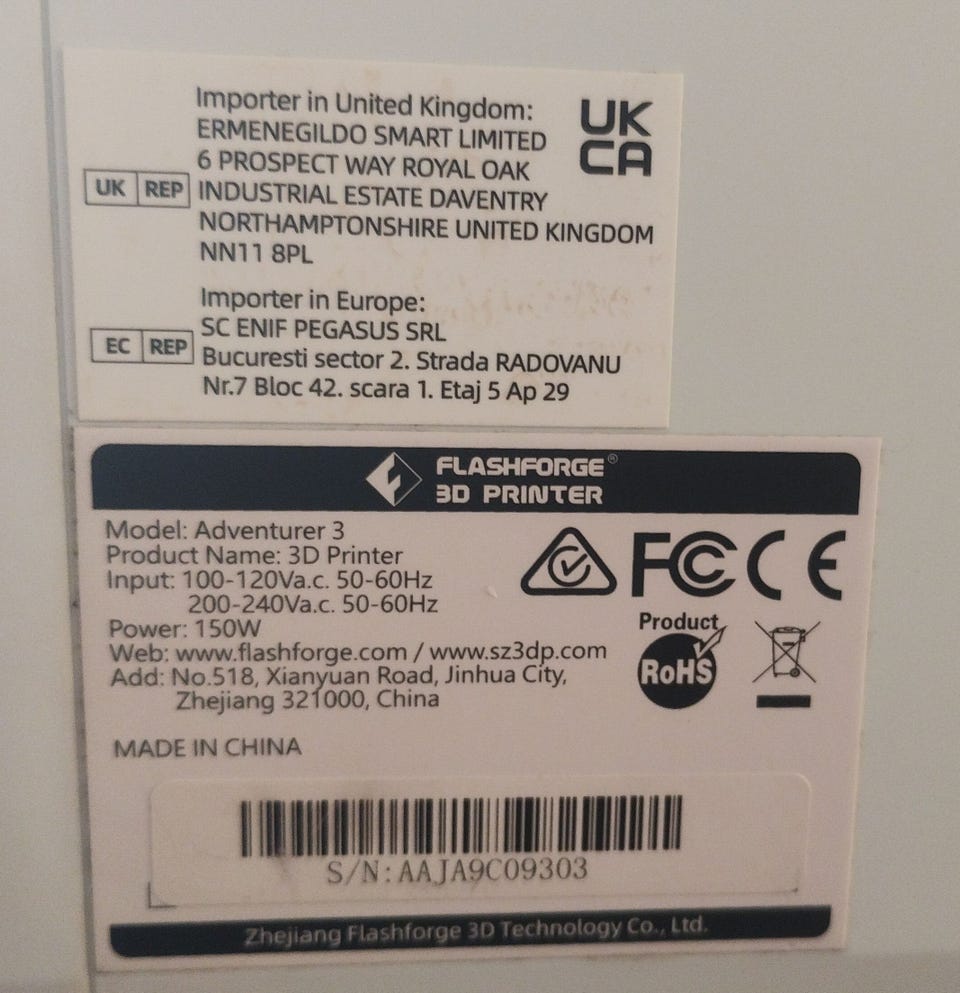 Importer in United Kingdom:
ERMENEGILDO SMART LIMITED
6 PROSPECT WAY ROYAL OAK
INDUSTRIAL ESTATE DAVENTRY
NORTHAMPTONSHIRE UNITED KINGDOM
NN11 8PL
UK REP
UK
CA
Importer in Europe:
SC ENIF PEGASUS SRL
Bucuresti sector 2. Strada RADOVANU
Nr.7 Bloc 42. scara 1. Etaj 5 Ap 29
EC REP
FLASHFORGE®
3D PRINTER
Model: Adventurer 3
Product Name: 3D Printer
Input: 100-120Va.c. 50-60Hz
200-240Va.c. 50-60Hz
Power: 150W
Web: www.flashforge.com / www.sz3dp.com
Add: No.518, Xianyuan Road, Jinhua City,
Zhejiang 321000, China
FC CE
Product
RoHS
MADE IN CHINA
S/N:AAJA9C09303
Zhejiang Flashforge 3D Technology Co., Ltd.